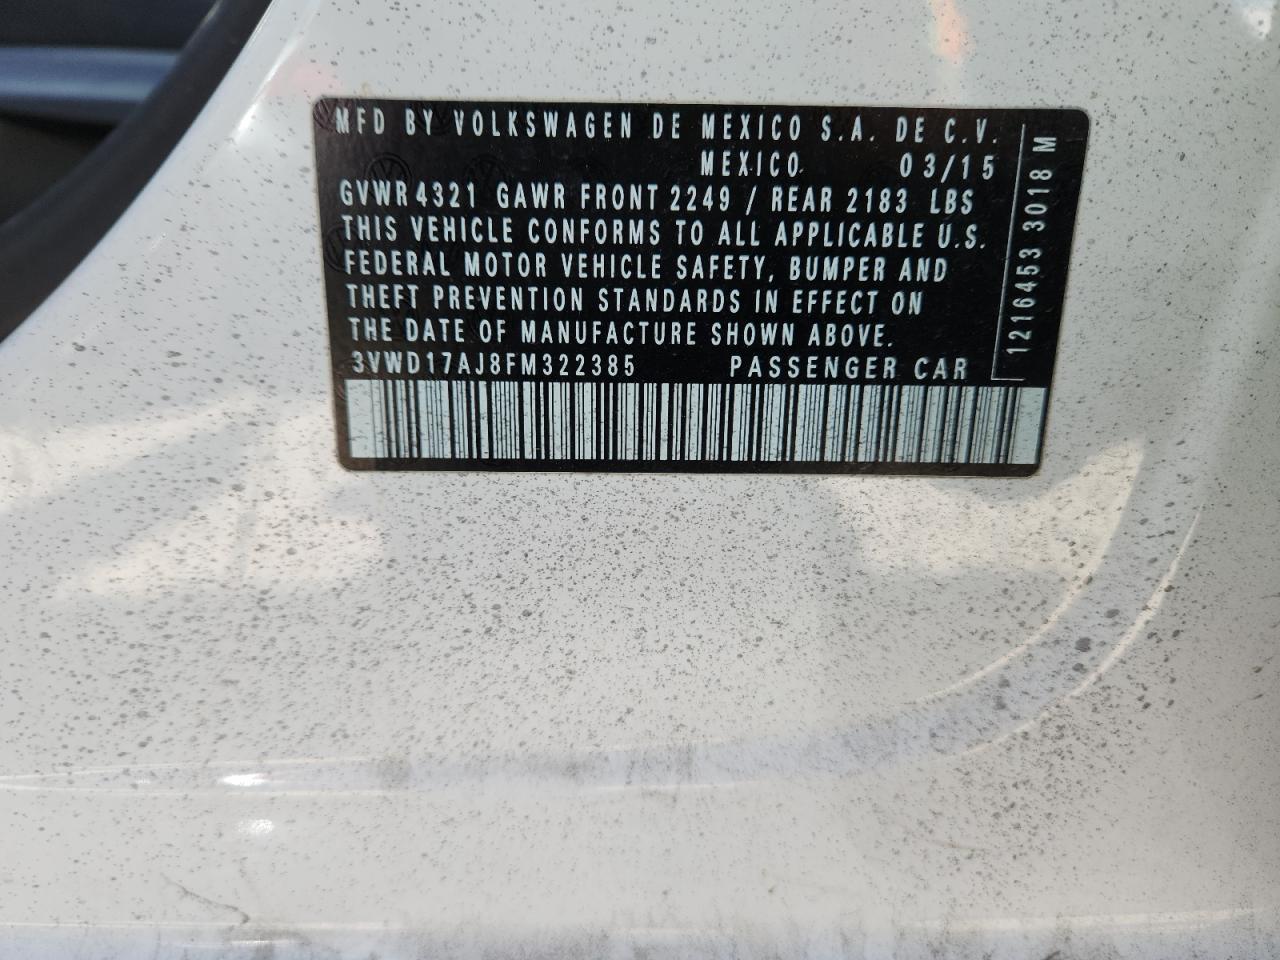 MFD BY VOLKSWAGEN DE MEXICO S.A. DE C.V.
MEXICO 03/15
GVWR 4321 GAWR FRONT 2249 / REAR 2183 LBS
THIS VEHICLE CONFORMS TO ALL APPLICABLE U.S.
FEDERAL MOTOR VEHICLE SAFETY, BUMPER AND
THEFT PREVENTION STANDARDS IN EFFECT ON
THE DATE OF MANUFACTURE SHOWN ABOVE.
3VWD17AJ8FM322385 PASSENGER CAR
1216453 3018 M